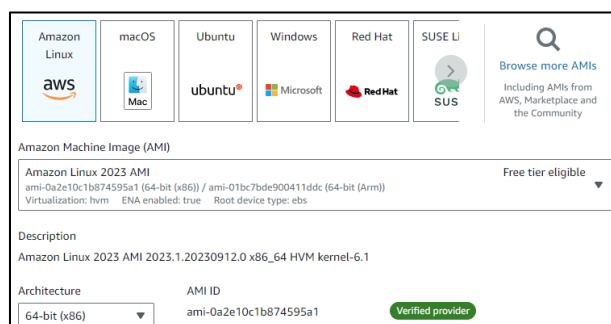 Amazon Linux
macOS
Ubuntu
Windows
Red Hat
SUSE Li
aws
Mac
ubuntu®
Microsoft
Red Hat
SUS
Browse more AMIs
Including AMIs from
AWS, Marketplace and
the Community
Amazon Machine Image (AMI)
Amazon Linux 2023 AMI
Free tier eligible
ami-0a2e10c1b874595a1 (64-bit (x86)) / ami-01bc7bde900411ddc (64-bit (Arm))
Virtualization: hvm ENA enabled: true Root device type: ebs
Description
Amazon Linux 2023 AMI 2023.1.20230912.0 x86_64 HVM kernel-6.1
Architecture
AMI ID
64-bit (x86)
ami-0a2e10c1b874595a1
Verified provider